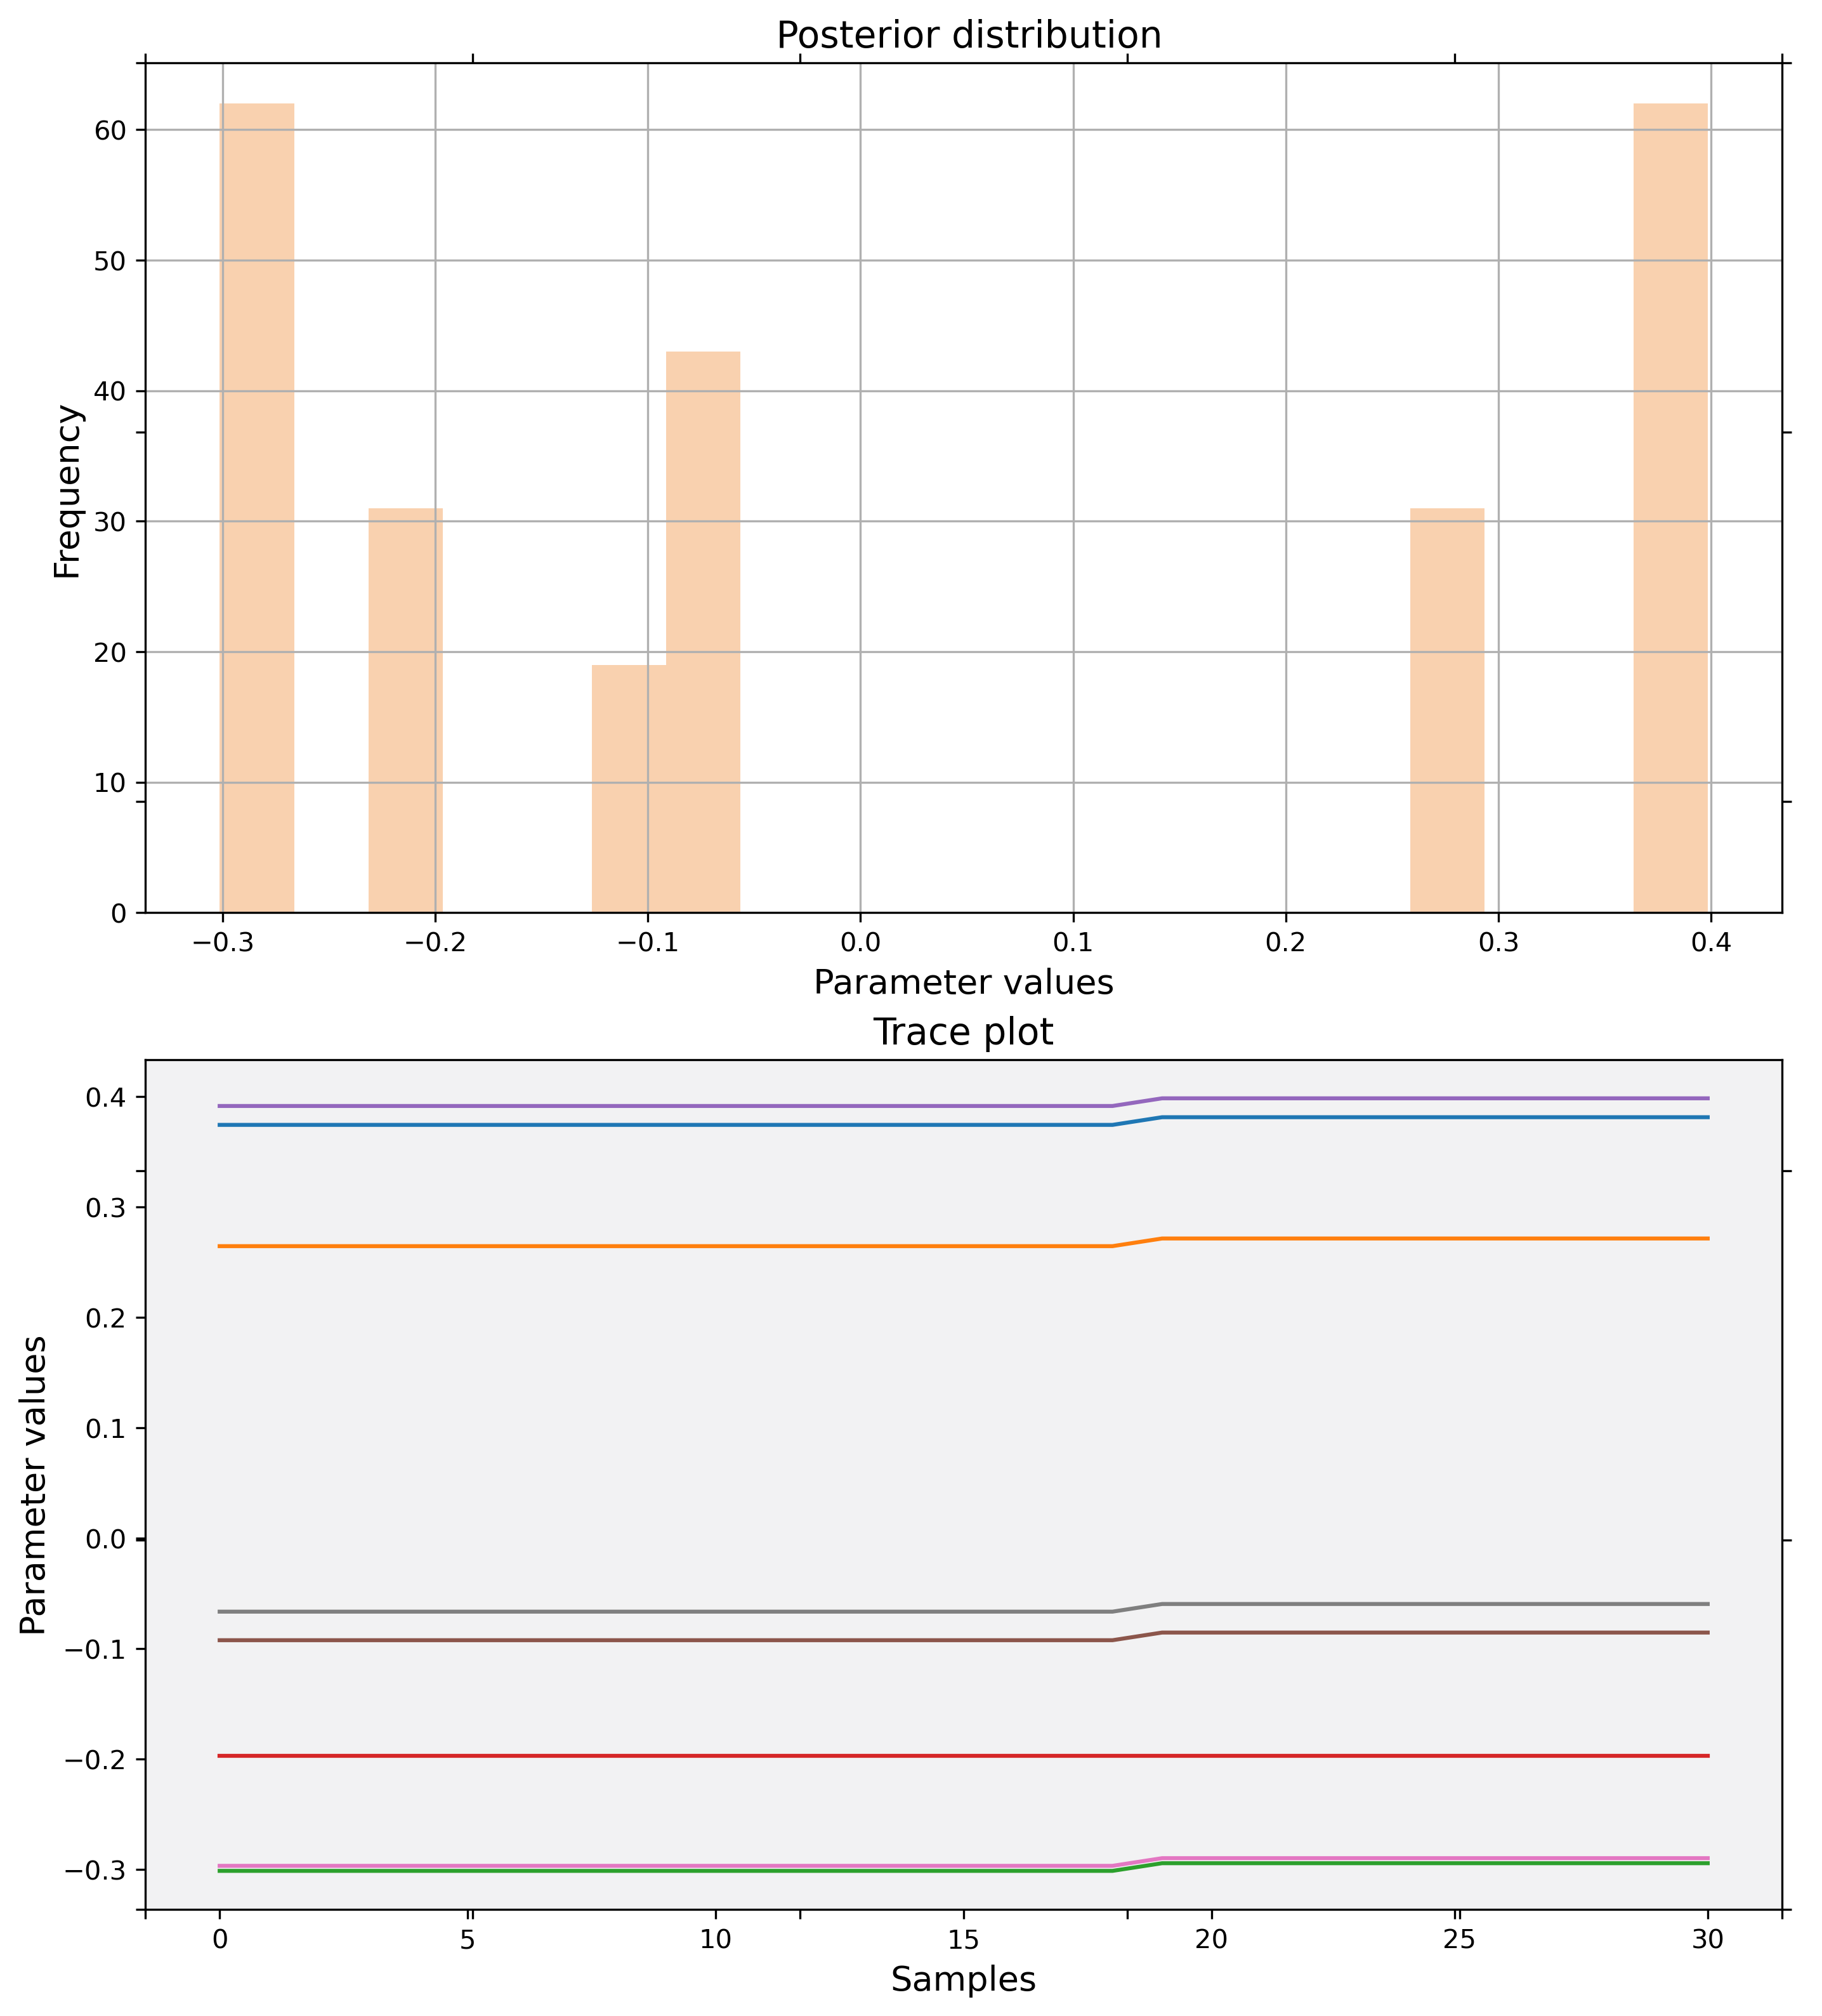 Posterior distribution
60
50
40
30
20
10
0
Frequency
−0.3 −0.2 −0.1 0.0 0.1 0.2 0.3 0.4
Parameter values
Trace plot
0.4
0.3
0.2
0.1
0.0
−0.1
−0.2
−0.3
Parameter values
0 5 10 15 20 25 30
Samples